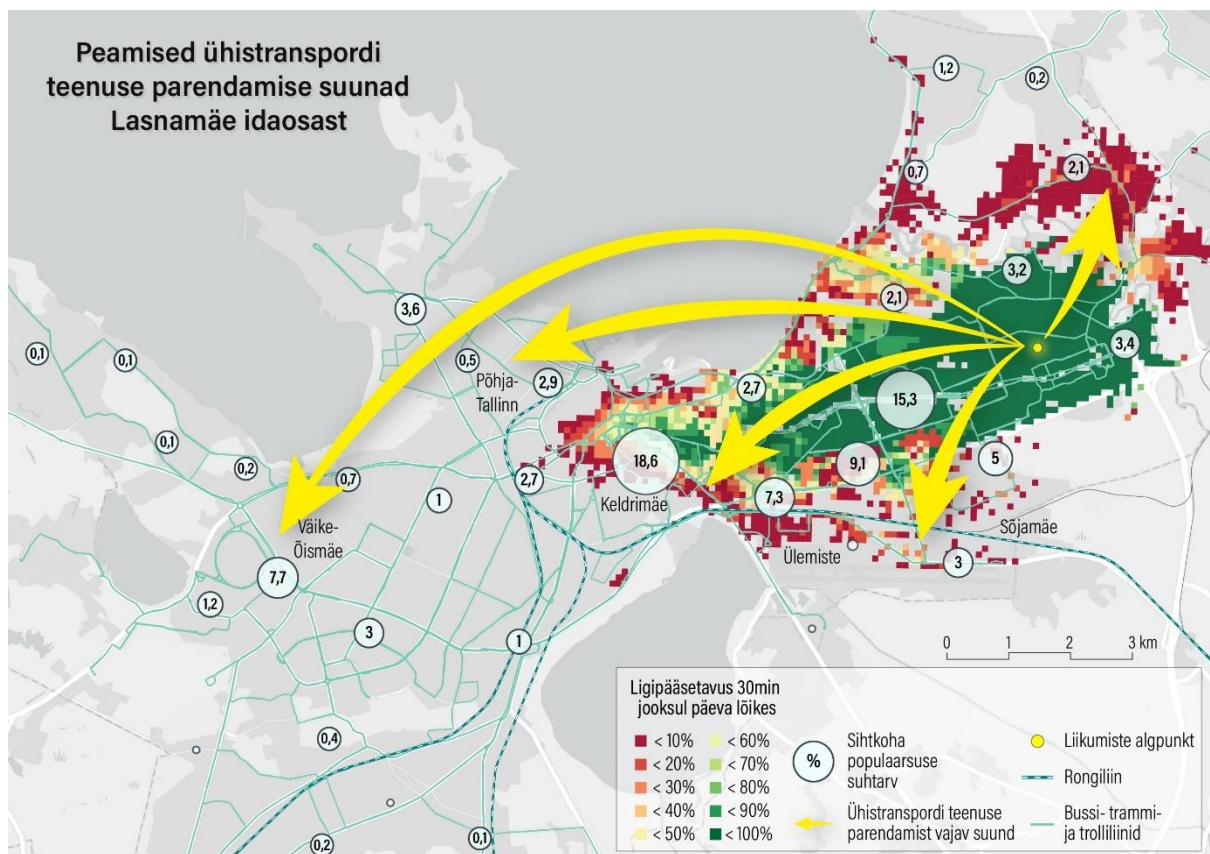 Peamised ühistranspordi
teenuse parendamise suunad
Lasnamäe idaosast
1,2
0,2
0,7
2,1
3,2
2,1
3,4
3,6
0,1
0,1
0,5
Põhja-
Tallinn
2,9
2,7
15,3
0,1
0,2
0,7
2,7
18,6
Keldrimäe
9,1
5
7,3
1
Väike-
Õismäe
Ülemiste
Sõjamäe
3
7,7
1,2
3
1
0,4
0,2
0,1
0 1 2 3 km
Ligipääsetavus 30min
jooksul päeva lõikes
< 10% < 60%
< 20% < 70%
< 30% < 80%
< 40% < 90%
< 50% < 100%
%
Sihtkoha
populaarsuse
suhtarv
Ühistranspordi teenuse
parendamist vajav suund
Liikumiste algpunkt
Rongiliin
Bussi- trammi-
ja trolliliinid